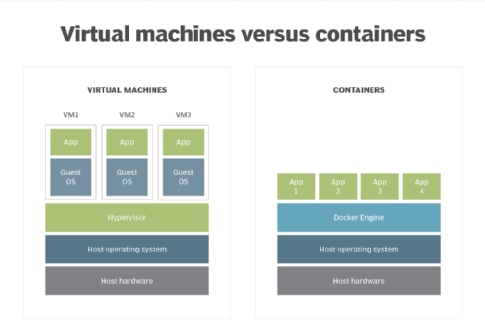 Virtual machines versus containers
VIRTUAL MACHINES
VM1 VM2 VM3
App App App
Guest Guest Guest
OS OS OS
Hypervisor
Host operating system
Host hardware
CONTAINERS
App App App App
1 2 3 4
Docker Engine
Host operating system
Host hardware